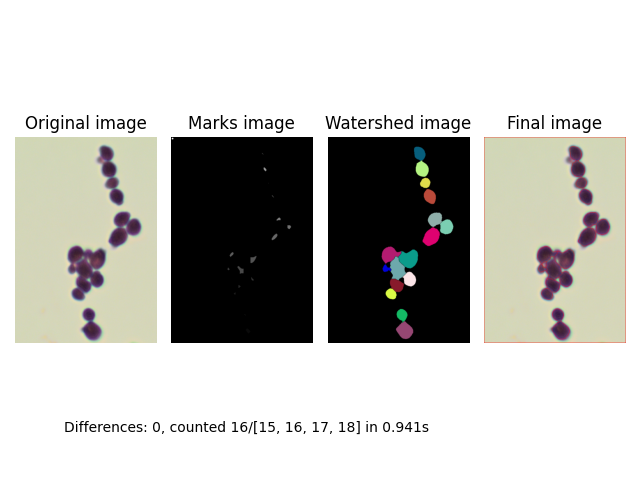 Original image
Marks image
Watershed image
Final image
Differences: 0, counted 16/[15, 16, 17, 18] in 0.941s